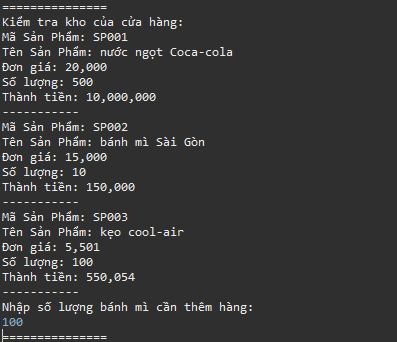 ===============
Kiểm tra kho của cửa hàng:
Mã Sản Phẩm: SP001
Tên Sản Phẩm: nước ngọt Coca-cola
Đơn giá: 20,000
Số lượng: 500
Thành tiền: 10,000,000
-----------
Mã Sản Phẩm: SP002
Tên Sản Phẩm: bánh mì Sài Gòn
Đơn giá: 15,000
Số lượng: 10
Thành tiền: 150,000
-----------
Mã Sản Phẩm: SP003
Tên Sản Phẩm: kẹo cool-air
Đơn giá: 5,501
Số lượng: 100
Thành tiền: 550,054
-----------
Nhập số lượng bánh mì cần thêm hàng:
100
===============